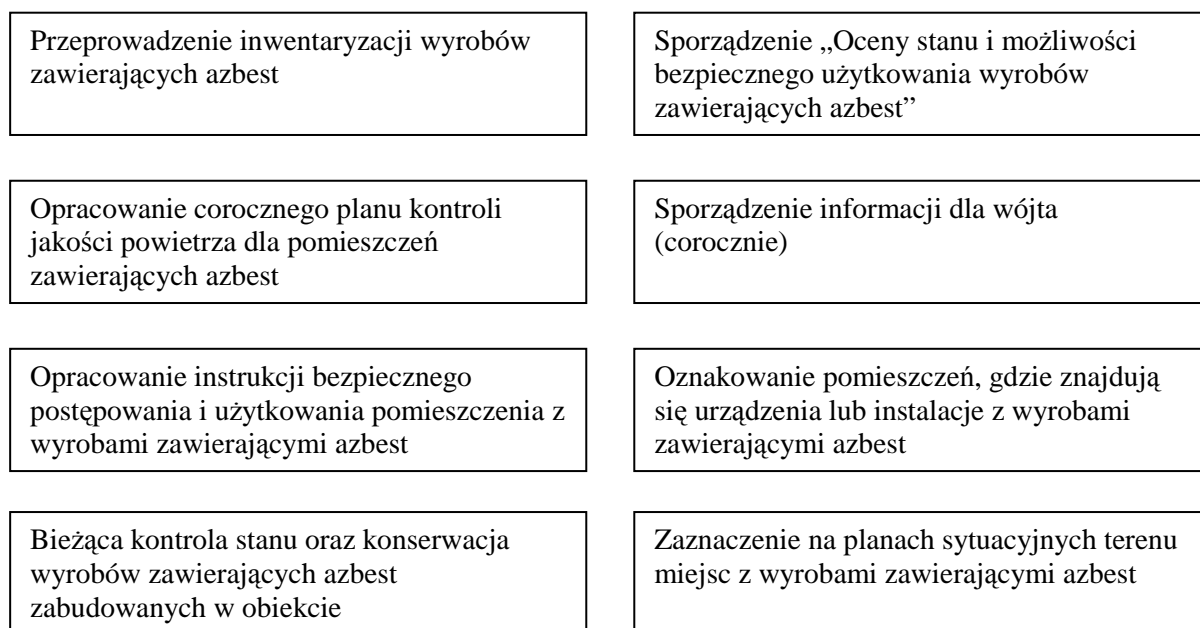 Przeprowadzenie inwentaryzacji wyrobów
zawierających azbest
Sporządzenie „Oceny stanu i możliwości
bezpiecznego użytkowania wyrobów
zawierających azbest”
Opracowanie corocznego planu kontroli
jakości powietrza dla pomieszczeń
zawierających azbest
Sporządzenie informacji dla wójta
(corocznie)
Opracowanie instrukcji bezpiecznego
postępowania i użytkowania pomieszczenia z
wyrobami zawierającymi azbest
Oznakowanie pomieszczeń, gdzie znajdują
się urządzenia lub instalacje z wyrobami
zawierającymi azbest
Bieżąca kontrola stanu oraz konserwacja
wyrobów zawierających azbest
zabudowanych w obiekcie
Zaznaczenie na planach sytuacyjnych terenu
miejsc z wyrobami zawierającymi azbest